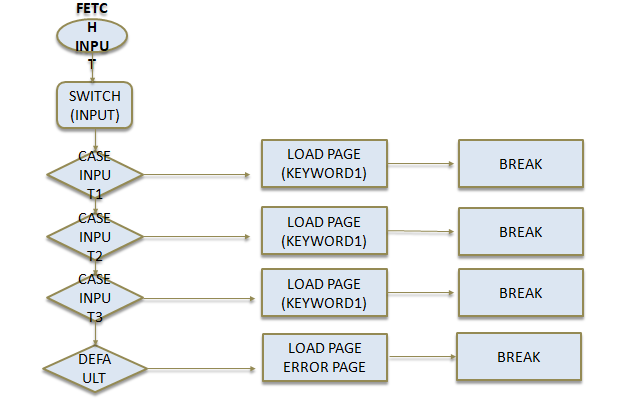 FETC
H
INPU
T
SWITCH
(INPUT)
CASE
INPU
T1
LOAD PAGE
(KEYWORD1)
BREAK
CASE
INPU
T2
LOAD PAGE
(KEYWORD1)
BREAK
CASE
INPU
T3
LOAD PAGE
(KEYWORD1)
BREAK
DEFA
ULT
LOAD PAGE
ERROR PAGE
BREAK